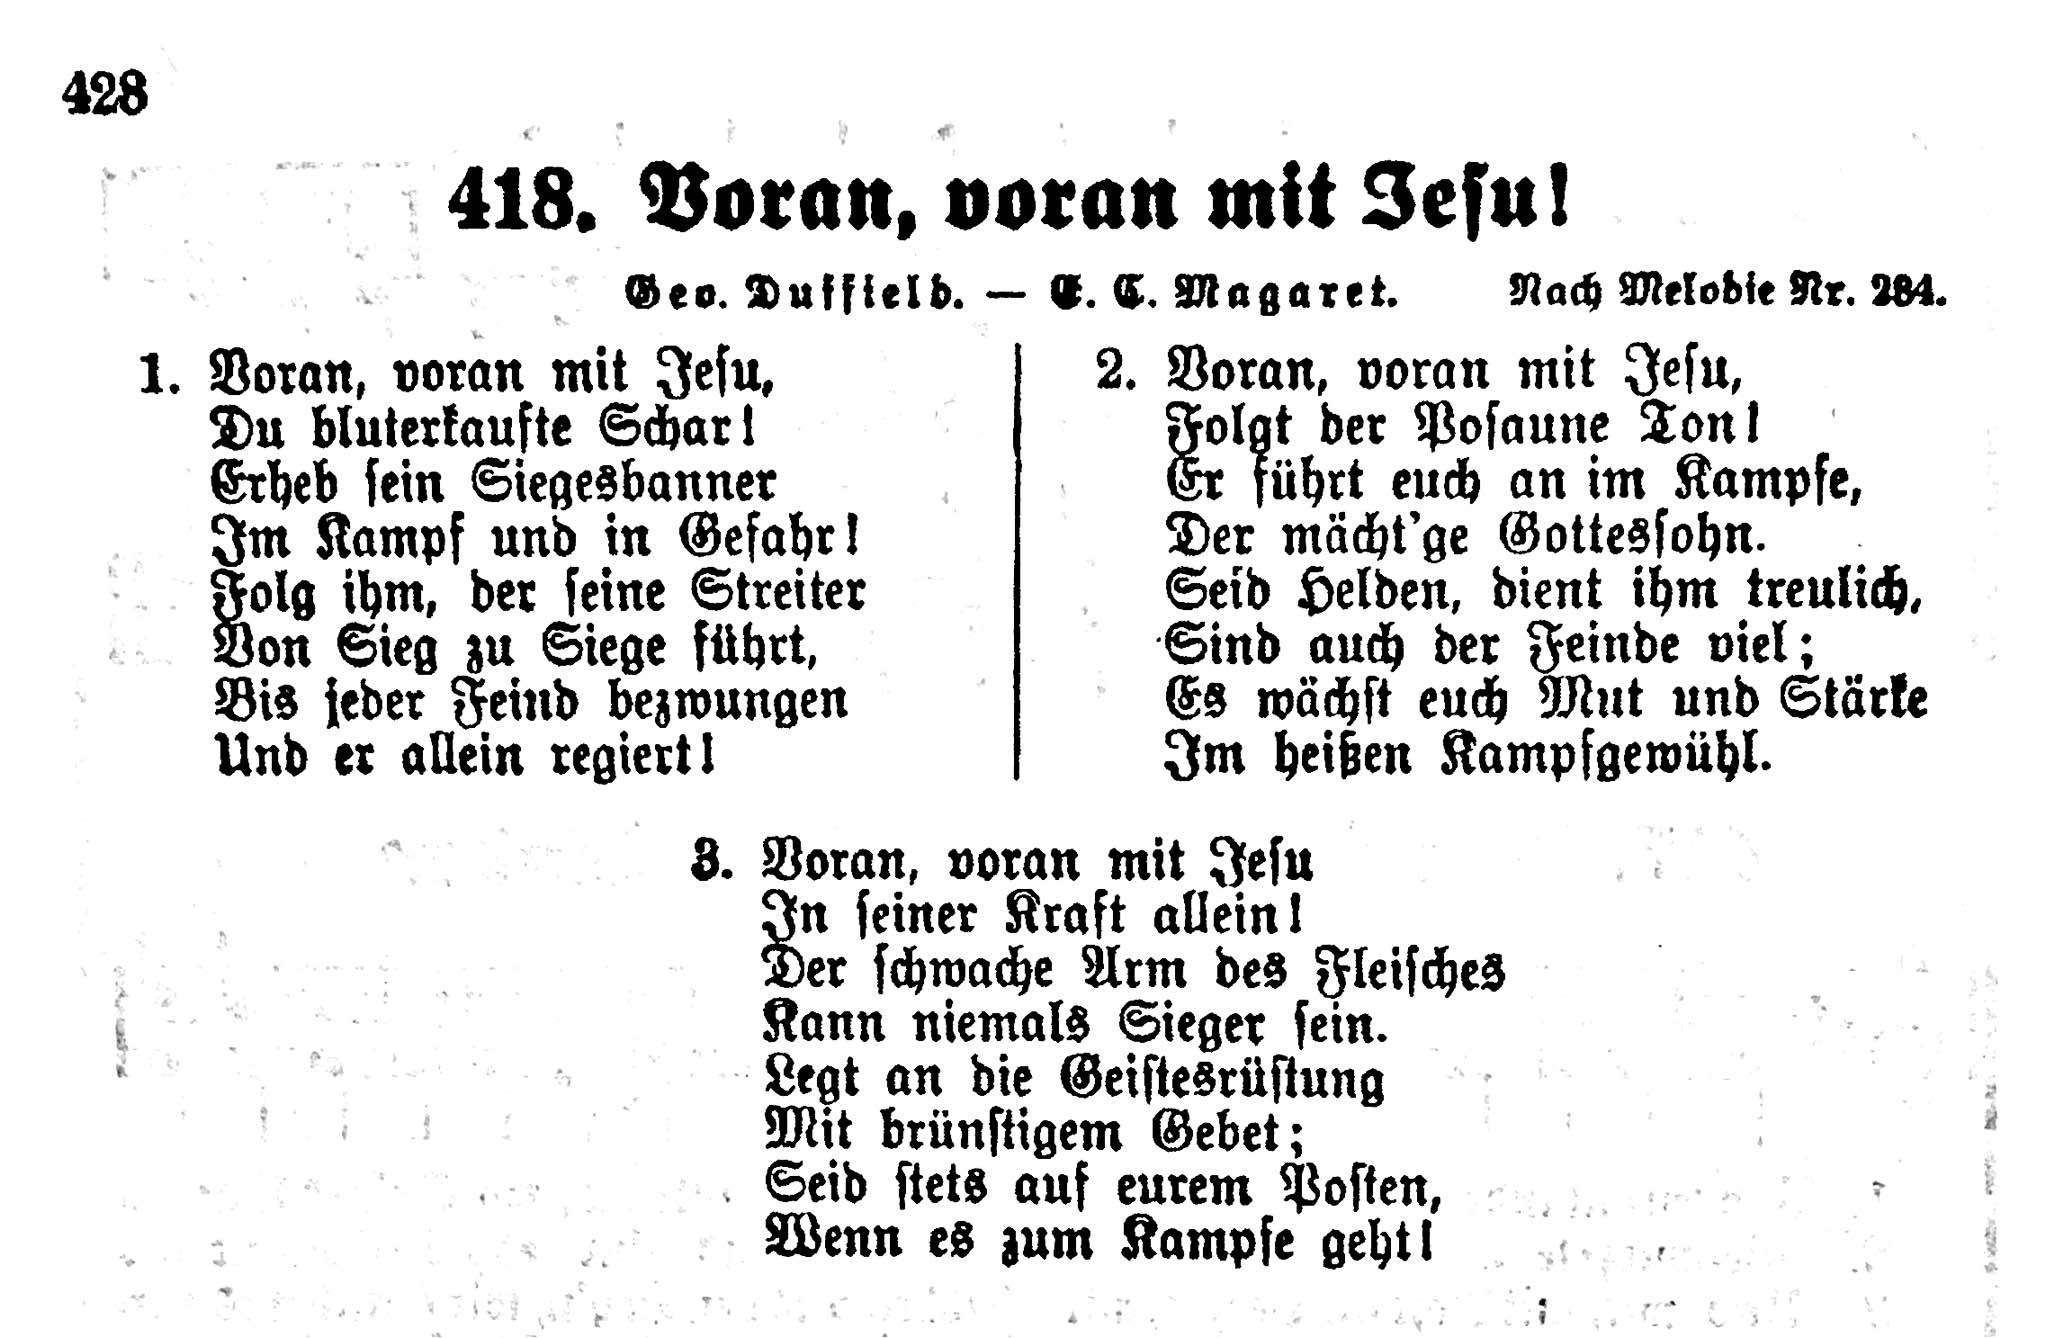 428
418. Voran, voran mit Jesu!
Geo. Duffield. — E. C. Magaret. Nach Melodie Nr. 284.
1. Voran, voran mit Jesu,
Du bluterkaufte Schar!
Erheb sein Siegesbanner
Im Kampf und in Gefahr!
Folg ihm, der seine Streiter
Von Sieg zu Siege führt,
Bis jeder Feind bezwungen
Und er allein regiert!
2. Voran, voran mit Jesu,
Folgt der Posaune Ton!
Er führt euch an im Kampfe,
Der mächt'ge Gottessohn.
Seid Helden, dient ihm treulich,
Sind auch der Feinde viel;
Es wächst euch Mut und Stärke
Im heißen Kampfgewühl.
3. Voran, voran mit Jesu
In seiner Kraft allein!
Der schwache Arm des Fleisches
Kann niemals Sieger sein.
Legt an die Geistesrüstung
Mit brünstigem Gebet;
Seid stets auf eurem Posten,
Wenn es zum Kampfe geht!